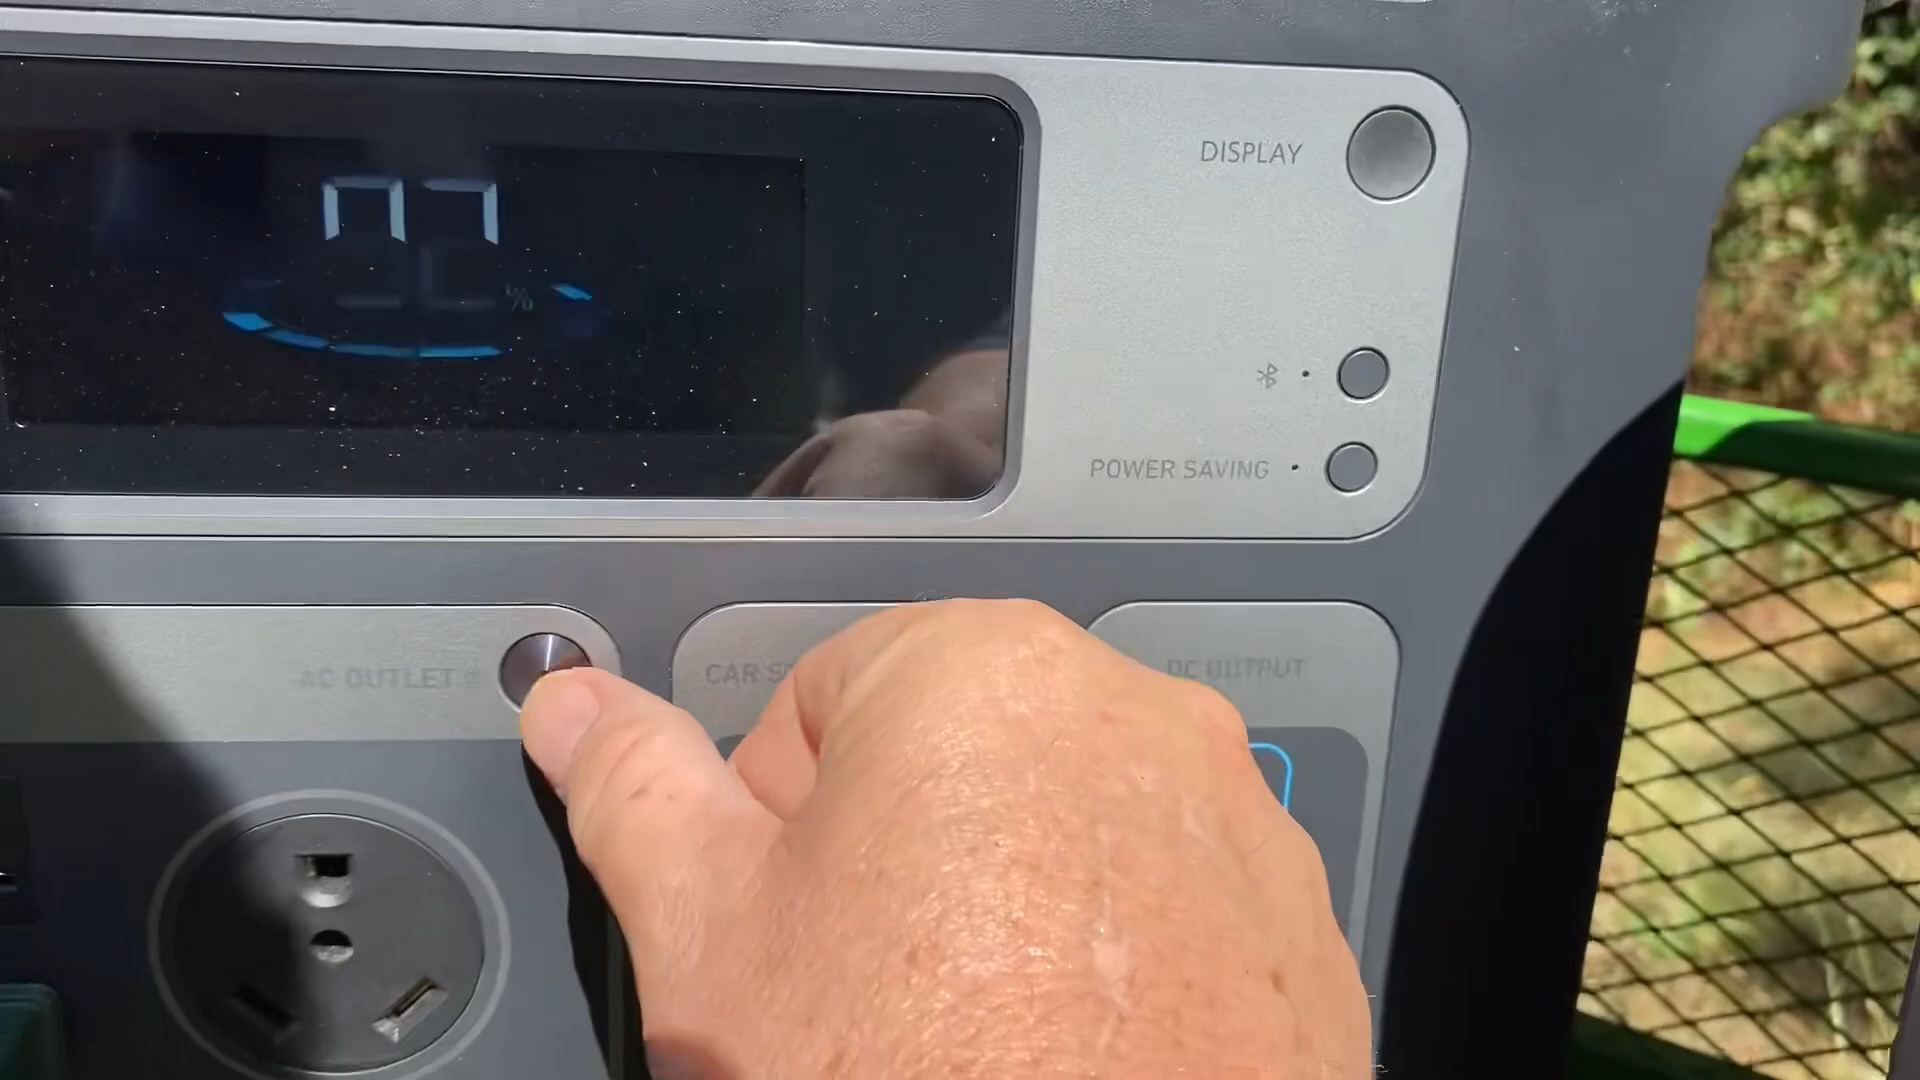 DISPLAY
%
POWER SAVING
AC OUTLET
CAR
DC OUTPUT